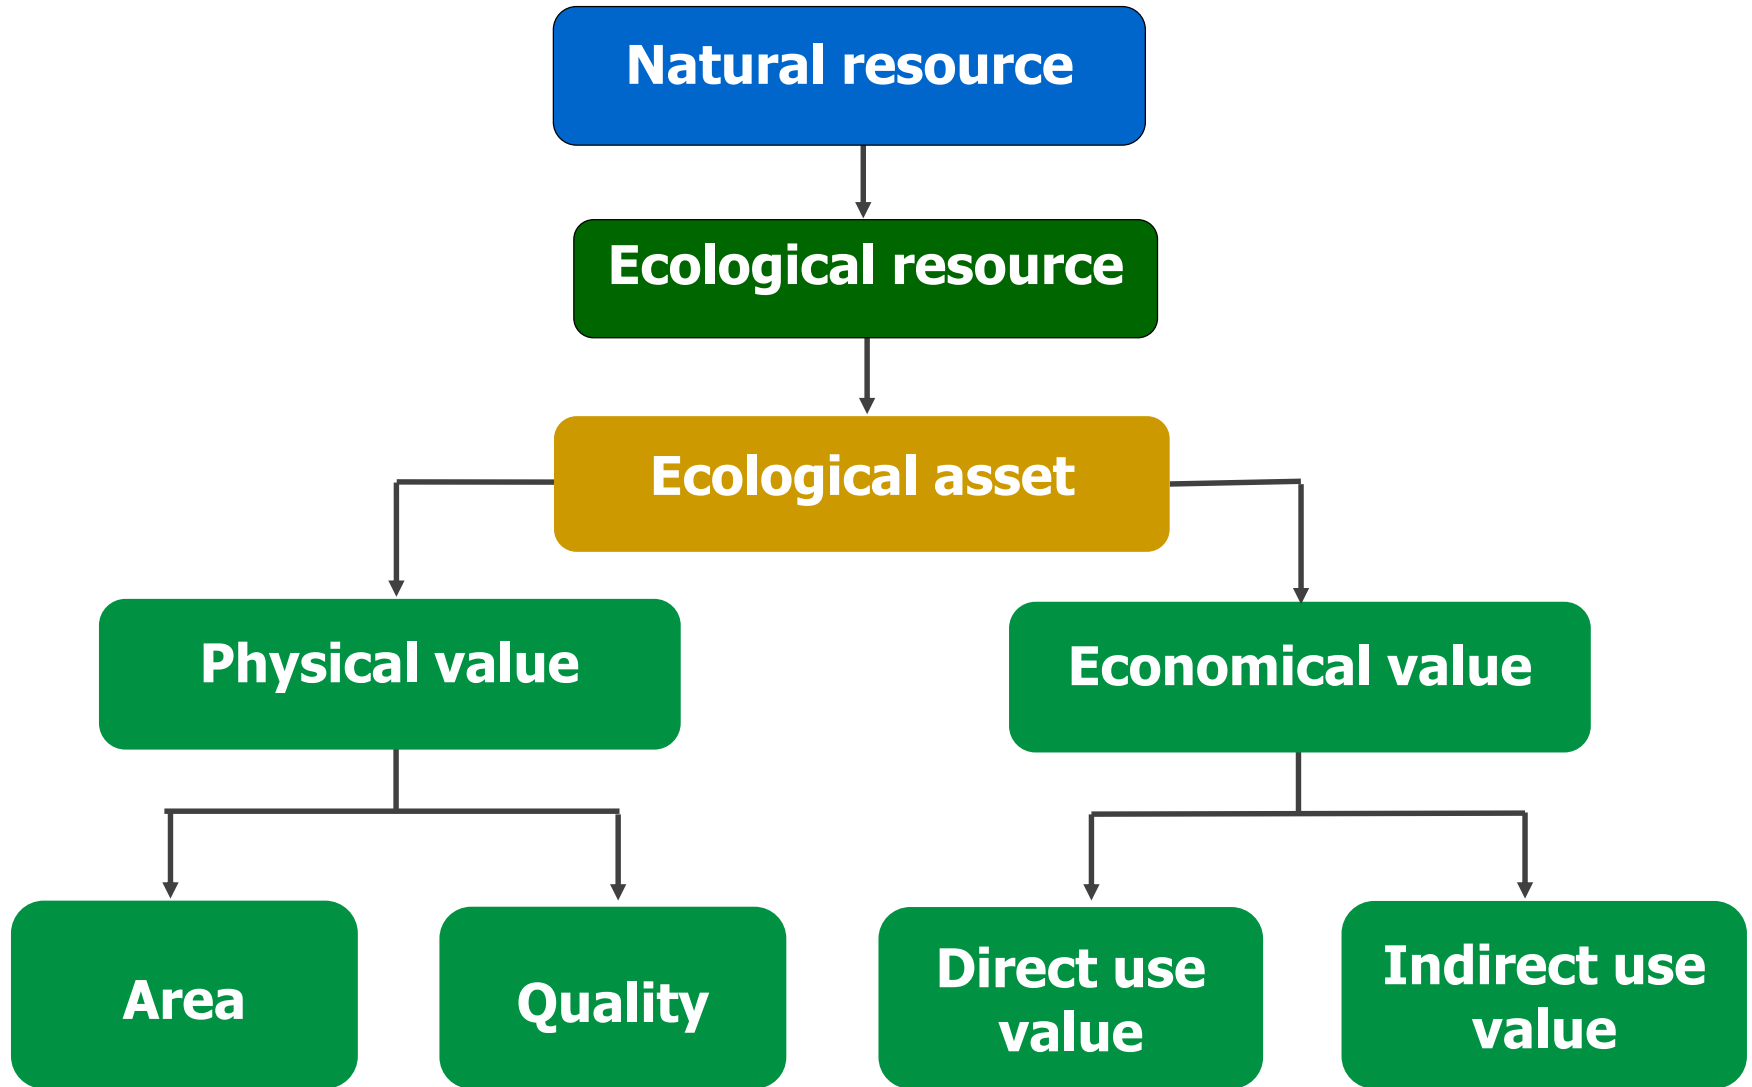 Natural resource
Ecological resource
Ecological asset
Physical value
Economical value
Area
Quality
Direct use
value
Indirect use
value